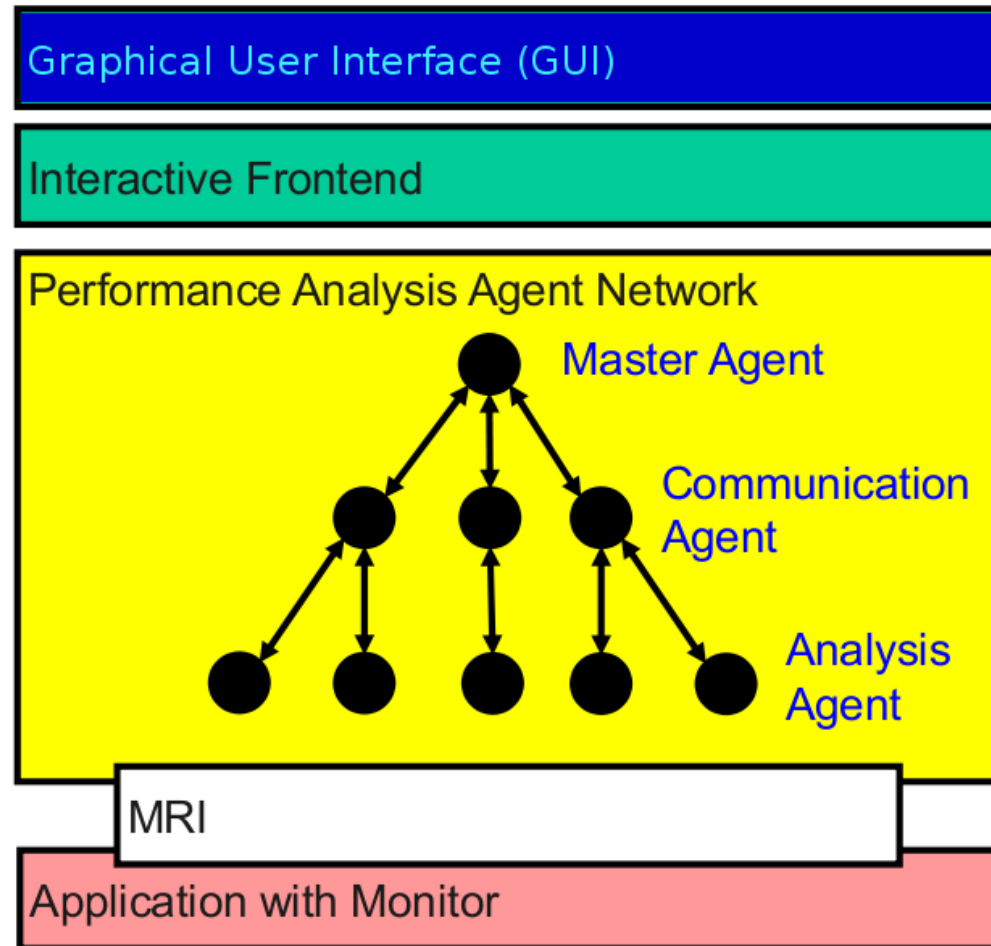 Graphical User Interface (GUI)
Interactive Frontend
Performance Analysis Agent Network
Master Agent
Communication
Agent
Analysis
Agent
MRI
Application with Monitor